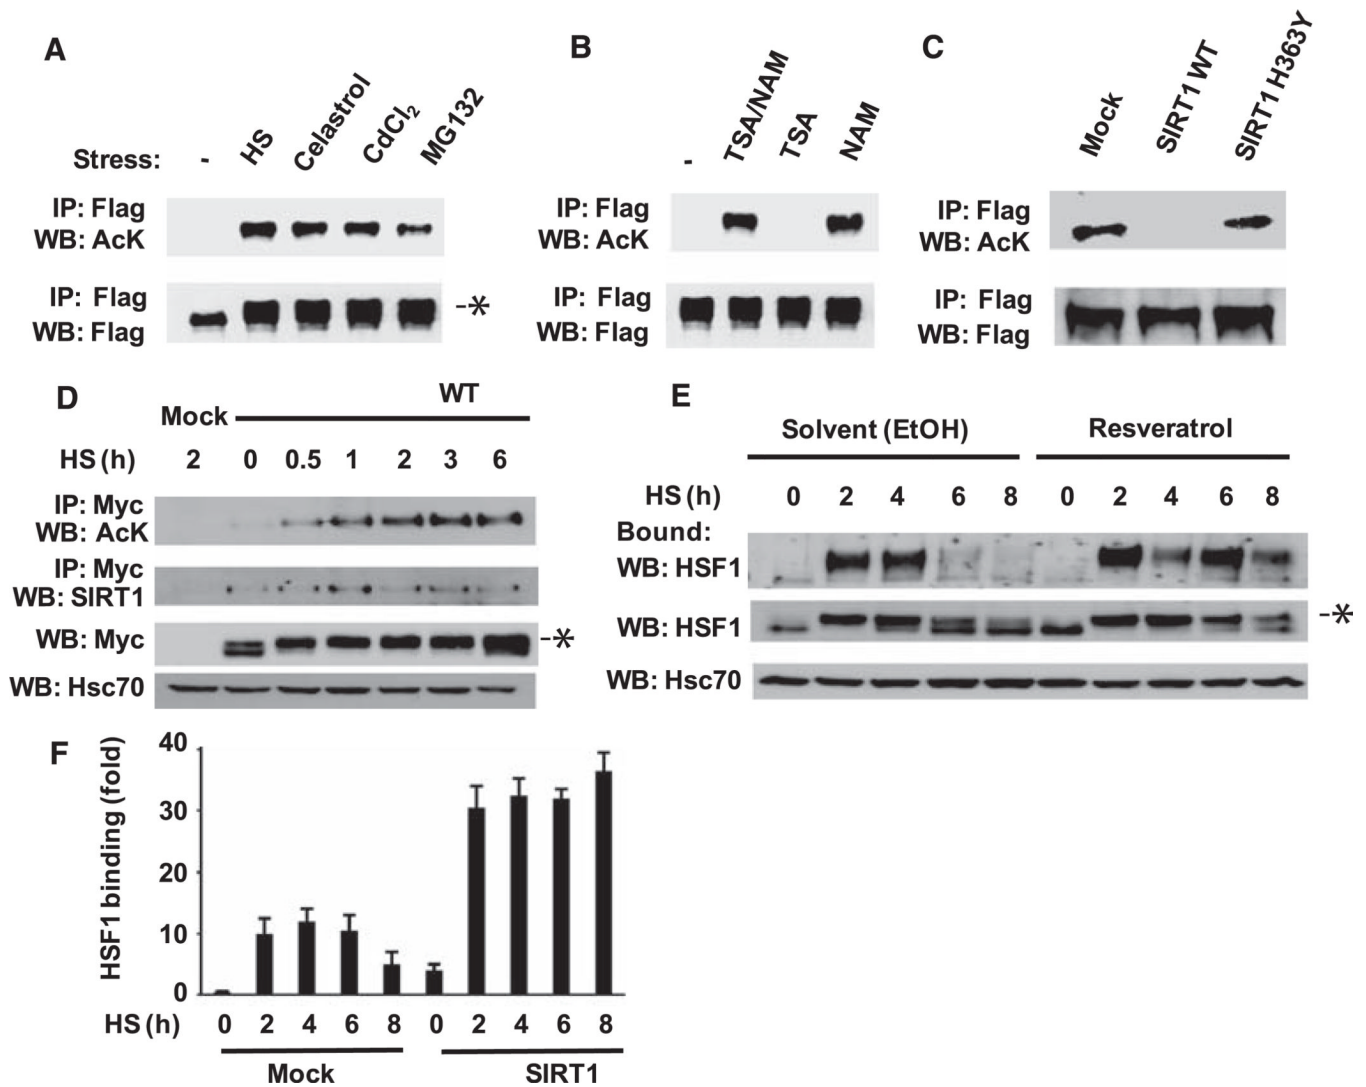 A
Stress: - HS Celastrol CdCl2 MG132
IP: Flag
WB: AcK
IP: Flag
WB: Flag
-*
B
- TSA/NAM TSA NAM
IP: Flag
WB: AcK
IP: Flag
WB: Flag
C
Mock SIRT1 WT SIRT1 H363Y
IP: Flag
WB: AcK
IP: Flag
WB: Flag
D
Mock WT
HS (h) 2 0 0.5 1 2 3 6
IP: Myc
WB: AcK
IP: Myc
WB: SIRT1
WB: Myc -*
WB: Hsc70
E
Solvent (EtOH) Resveratrol
HS (h) 0 2 4 6 8 0 2 4 6 8
Bound:
WB: HSF1
WB: HSF1 -*
WB: Hsc70
F
HSF1 binding (fold)
40
30
20
10
0
HS (h) 0 2 4 6 8 0 2 4 6 8
Mock SIRT1